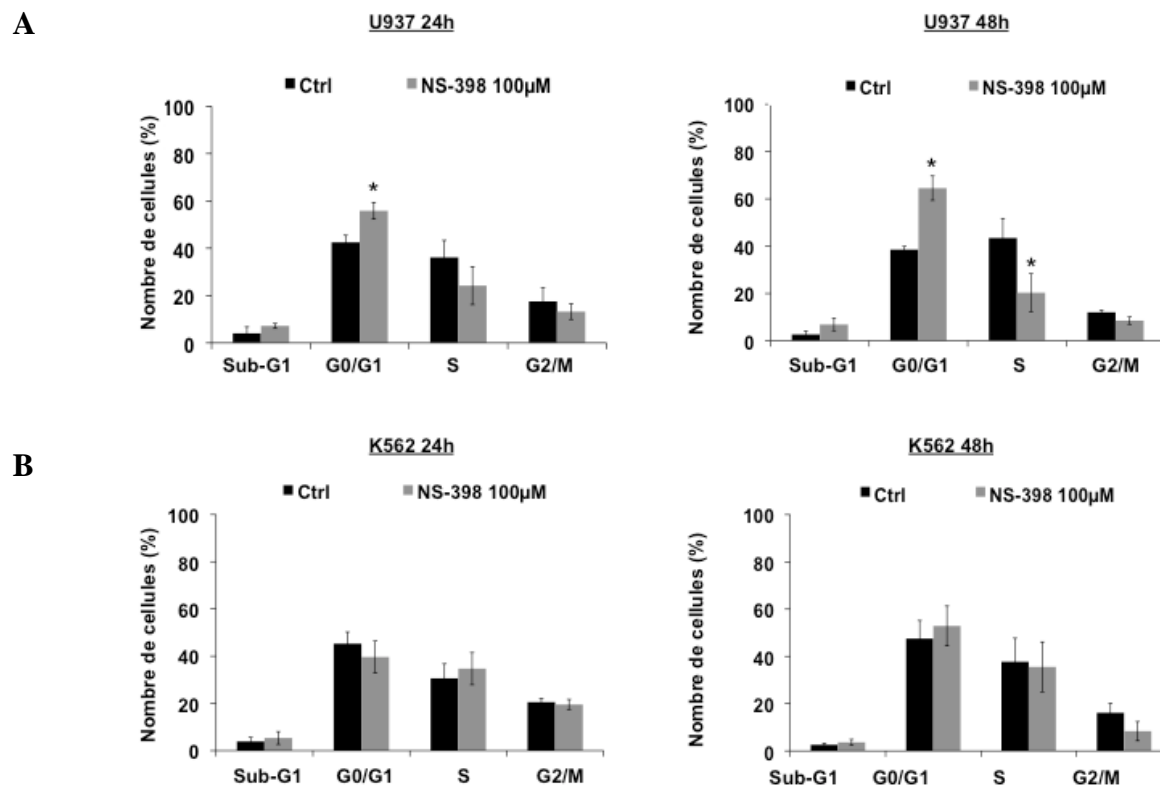 A
U937 24h
Ctrl
NS-398 100µM
Nombre de cellules (%)
100
80
60
40
20
0
*
Sub-G1
G0/G1
S
G2/M
U937 48h
Ctrl
NS-398 100µM
Nombre de cellules (%)
100
80
60
40
20
0
*
*
Sub-G1
G0/G1
S
G2/M
B
K562 24h
Ctrl
NS-398 100µM
Nombre de cellules (%)
100
80
60
40
20
0
Sub-G1
G0/G1
S
G2/M
K562 48h
Ctrl
NS-398 100µM
Nombre de cellules (%)
100
80
60
40
20
0
Sub-G1
G0/G1
S
G2/M